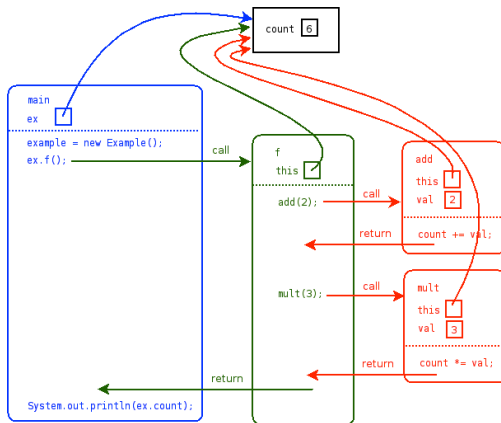 count 6
main
ex
example = new Example();
ex.f();
call
f
this
add(2);
call
add
this
val 2
count += val;
return
mult(3);
call
mult
this
val 3
count *= val;
return
return
System.out.println(ex.count);